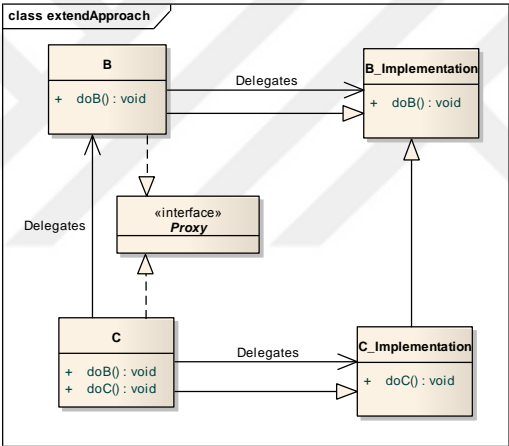 class extendApproach
B
+ doB() : void
Delegates
B_Implementation
+ doB() : void
Delegates
«interface»
Proxy
C
+ doB() : void
+ doC() : void
Delegates
C_Implementation
+ doC() : void